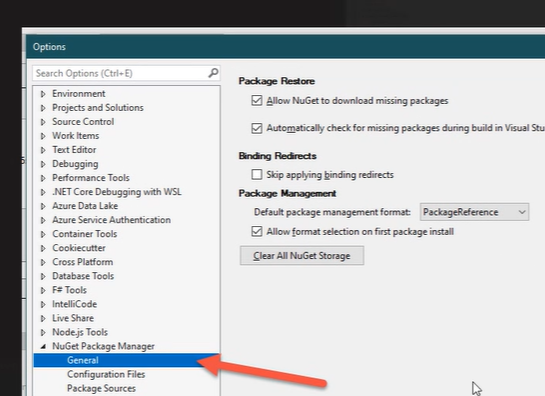 Options
Search Options (Ctrl+E)
Environment
Projects and Solutions
Source Control
Work Items
Text Editor
Debugging
Performance Tools
.NET Core Debugging with WSL
Azure Data Lake
Azure Service Authentication
Container Tools
Cookiecutter
Cross Platform
Database Tools
F# Tools
IntelliCode
Live Share
Node.js Tools
NuGet Package Manager
General
Configuration Files
Package Sources
Package Restore
Allow NuGet to download missing packages
Automatically check for missing packages during build in Visual Stu
Binding Redirects
Skip applying binding redirects
Package Management
Default package management format: PackageReference
Allow format selection on first package install
Clear All NuGet Storage